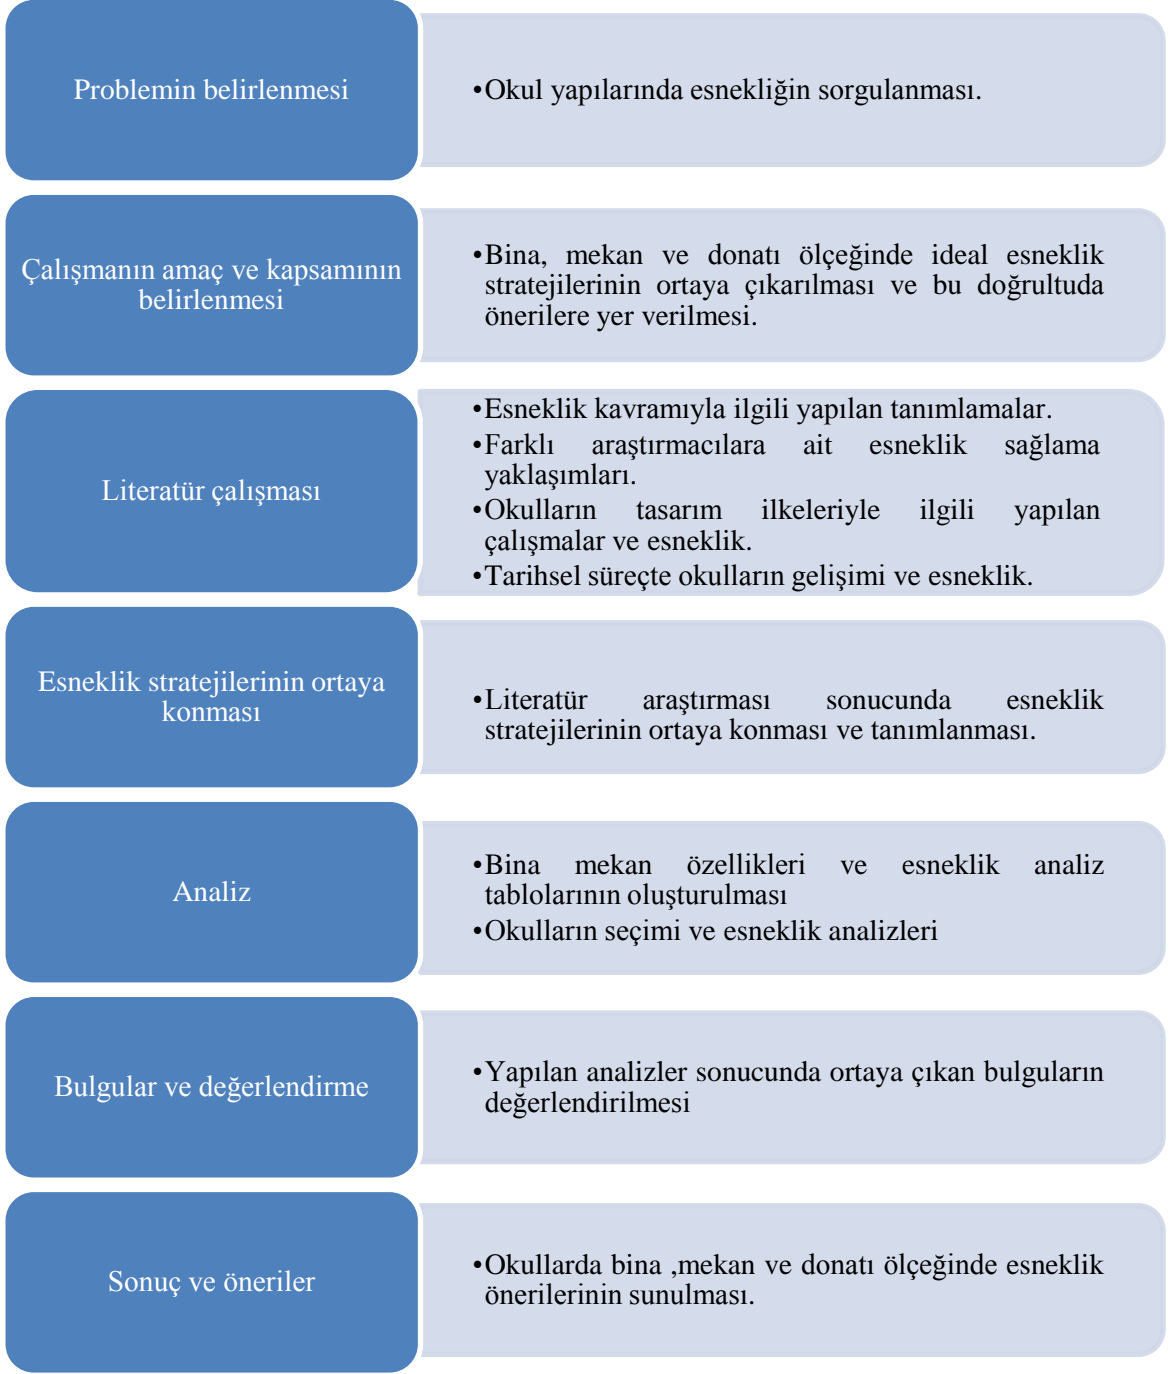 Problemin belirlenmesi
•Okul yapılarında esnekliğin sorgulanması.
Çalışmanın amaç ve kapsamının
belirlenmesi
•Bina, mekan ve donatı ölçeğinde ideal esneklik
stratejilerinin ortaya çıkarılması ve bu doğrultuda
önerilere yer verilmesi.
Literatür çalışması
•Esneklik kavramıyla ilgili yapılan tanımlamalar.
•Farklı araştırmacılara ait esneklik sağlama
yaklaşımları.
•Okulların tasarım ilkeleriyle ilgili yapılan
çalışmalar ve esneklik.
•Tarihsel süreçte okulların gelişimi ve esneklik.
Esneklik stratejilerinin ortaya
konması
•Literatür araştırması sonucunda esneklik
stratejilerinin ortaya konması ve tanımlanması.
Analiz
•Bina mekan özellikleri ve esneklik analiz
tablolarının oluşturulması
•Okulların seçimi ve esneklik analizleri
Bulgular ve değerlendirme
•Yapılan analizler sonucunda ortaya çıkan bulguların
değerlendirilmesi
Sonuç ve öneriler
•Okullarda bina ,mekan ve donatı ölçeğinde esneklik
önerilerinin sunulması.